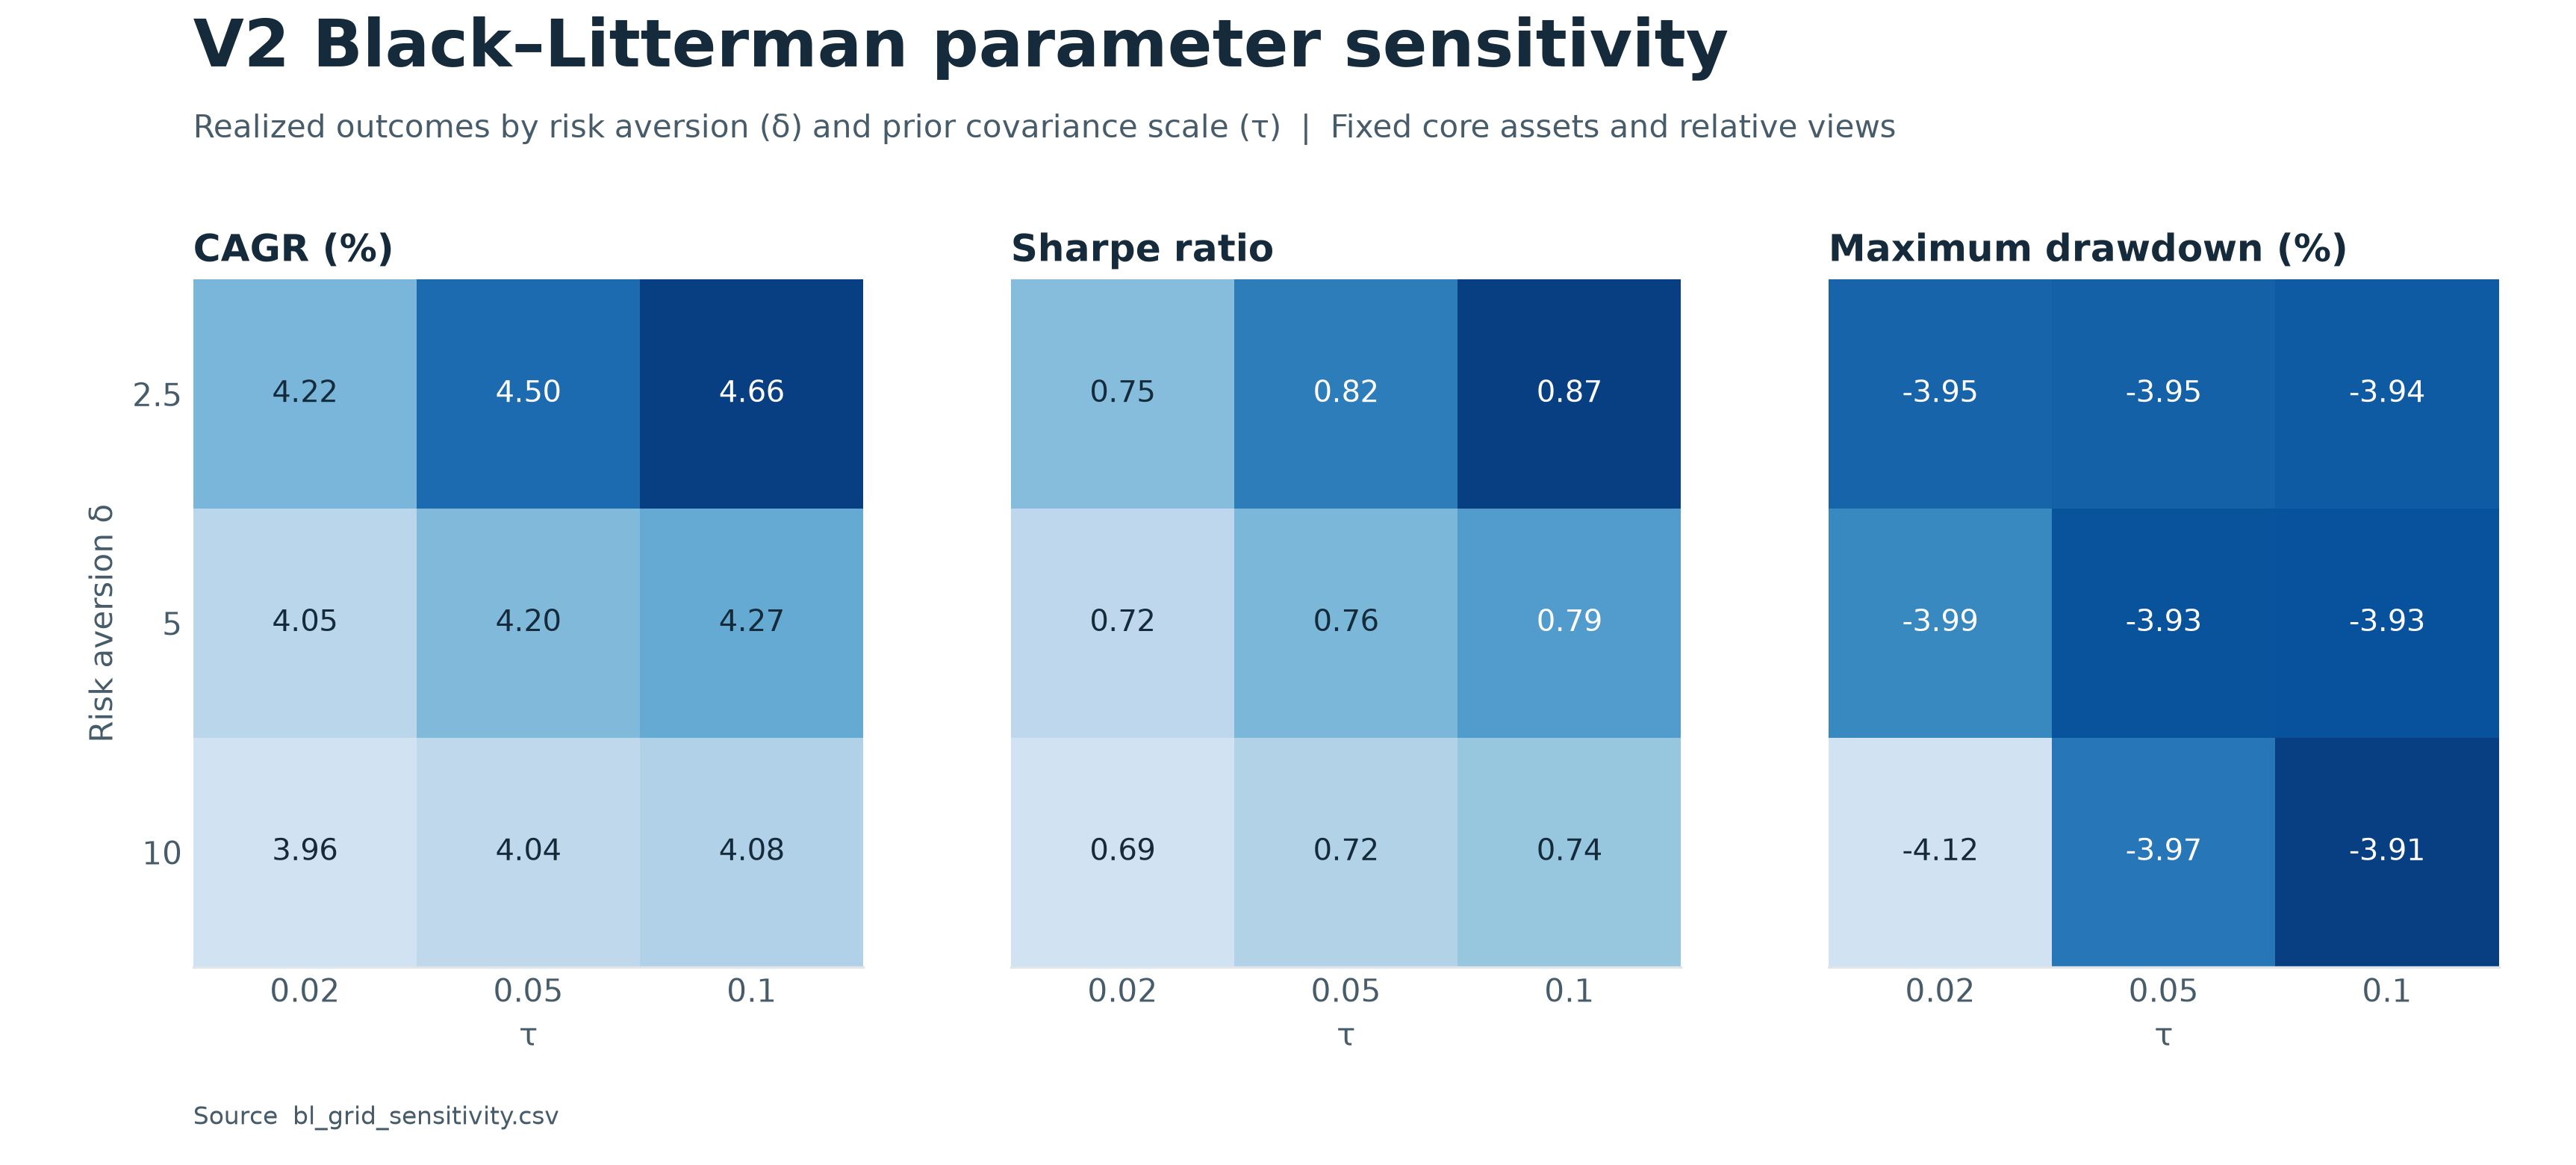 V2 Black–Litterman parameter sensitivity
Realized outcomes by risk aversion (δ) and prior covariance scale (τ) | Fixed core assets and relative views
CAGR (%)
Sharpe ratio
Maximum drawdown (%)
Risk aversion δ
2.5
4.22 4.50 4.66
0.75 0.82 0.87
-3.95 -3.95 -3.94
5
4.05 4.20 4.27
0.72 0.76 0.79
-3.99 -3.93 -3.93
10
3.96 4.04 4.08
0.69 0.72 0.74
-4.12 -3.97 -3.91
0.02 0.05 0.1
0.02 0.05 0.1
0.02 0.05 0.1
τ
τ
τ
Source bl_grid_sensitivity.csv